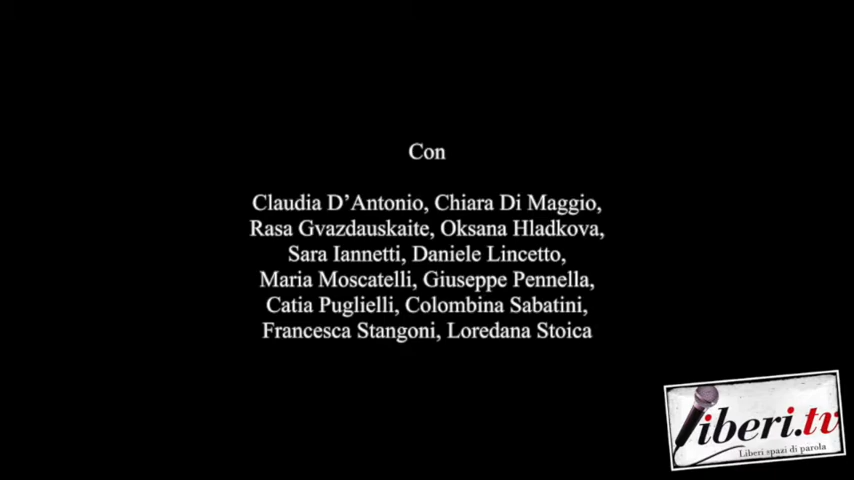 Con
Claudia D’Antonio, Chiara Di Maggio,
Rasa Gvazdauskaite, Oksana Hladkova,
Sara Iannetti, Daniele Lincetto,
Maria Moscatelli, Giuseppe Pennella,
Catia Puglielli, Colombina Sabatini,
Francesca Stangoni, Loredana Stoica
liberi.tv
Liberi spazi di parola